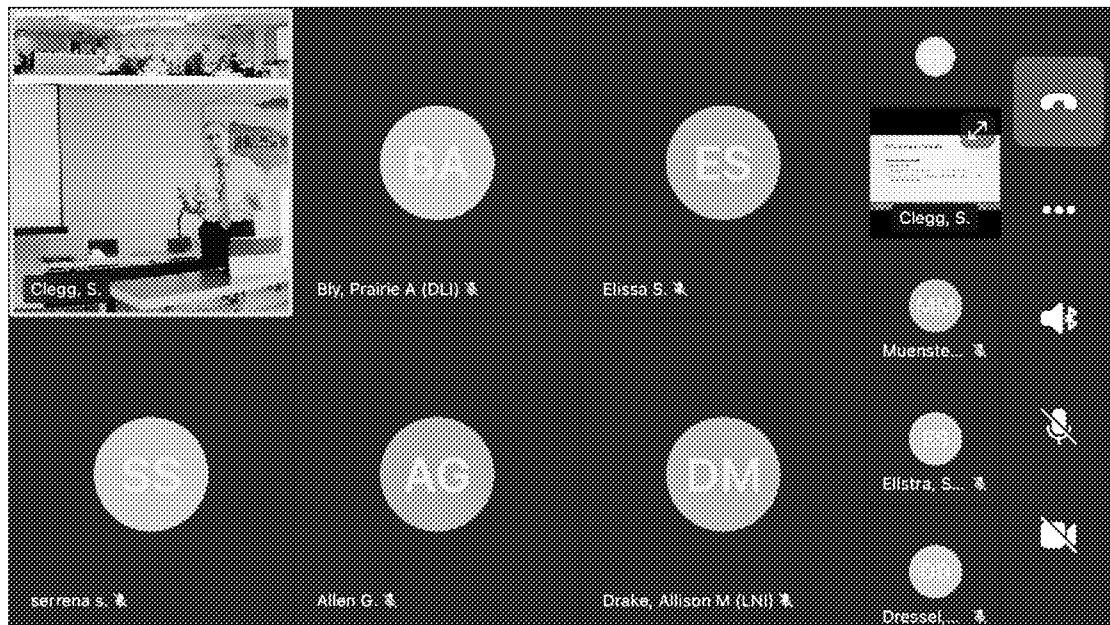 Clegg, S.
BA
Bly, Prairie A (DLI)
ES
Elissa S.
SS
serrena s.
AG
Allen G.
DM
Drake, Allison M (LNI)
Clegg, S.
Muenste...
Ellstra, S...
Dressel,...